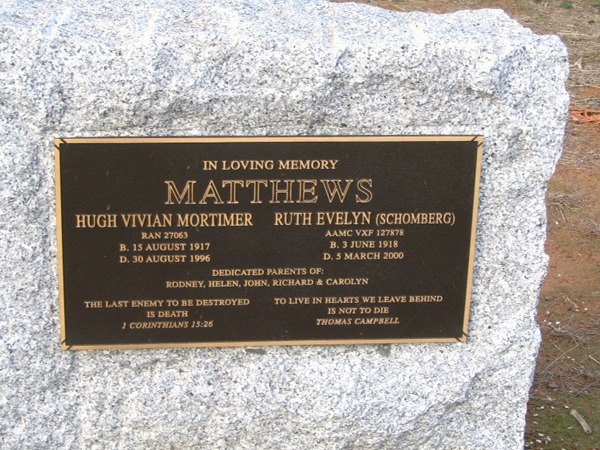 IN LOVING MEMORY
MATTHEWS
HUGH VIVIAN MORTIMER
RAN 27063
B. 15 AUGUST 1917
D. 30 AUGUST 1996
RUTH EVELYN (SCHOMBERG)
AAMC VXF 127878
B. 3 JUNE 1918
D. 5 MARCH 2000
DEDICATED PARENTS OF:
RODNEY, HELEN, JOHN, RICHARD & CAROLYN
THE LAST ENEMY TO BE DESTROYED
IS DEATH
1 CORINTHIANS 15:26
TO LIVE IN HEARTS WE LEAVE BEHIND
IS NOT TO DIE
THOMAS CAMPBELL